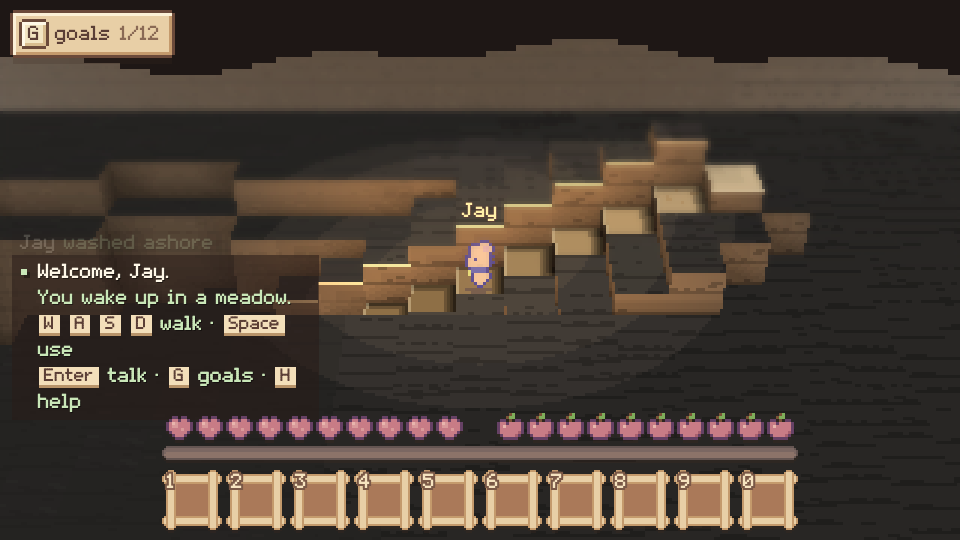 G goals 1/12
Jay
Jay washed ashore
Welcome, Jay.
You wake up in a meadow.
W A S D walk · Space
use
Enter talk · G goals · H
help
1 2 3 4 5 6 7 8 9 0